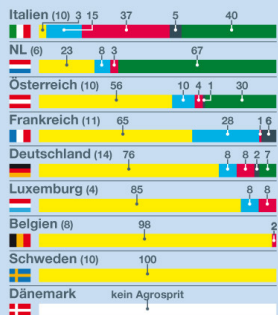 Italien (10) 3 15 37 5 40
NL (6) 23 8 3 67
Österreich (10) 56 10 4 1 30
Frankreich (11) 65 28 1 6
Deutschland (14) 76 8 8 2 7
Luxemburg (4) 85 8 8
Belgien (8) 98 2
Schweden (10) 100
Dänemark kein Agrosprit